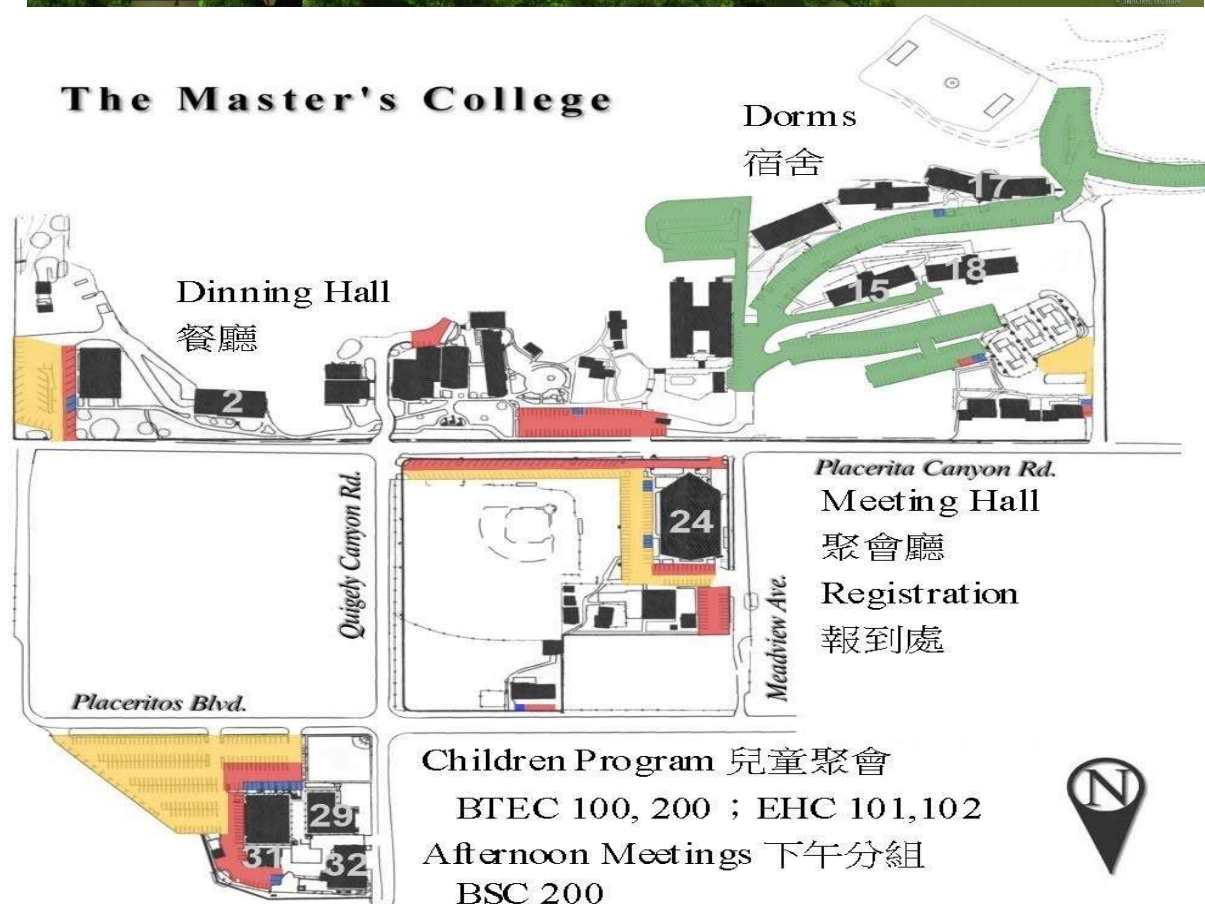 The Master's College
Dorms
宿舍
17
Dinning Hall
餐廳
18
15
2
Placerita Canyon Rd.
Quigely Canyon Rd.
24
Meeting Hall
聚會廳
Registration
報到處
Meadview Ave.
Placeritos Blvd.
Children Program 兒童聚會
BTEC 100, 200 ; EHC 101,102
Afternoon Meetings 下午分組
BSC 200
29
31
32
N